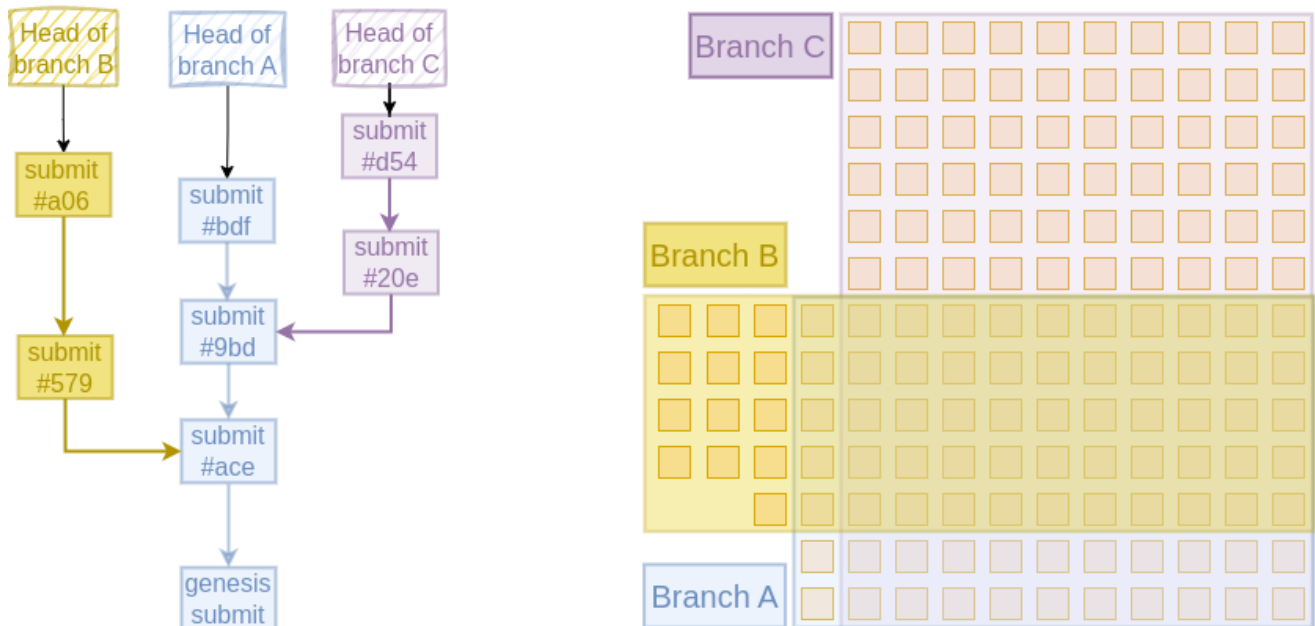 Head of
branch B
Head of
branch A
Head of
branch C
submit
#d54
submit
#a06
submit
#bdf
submit
#20e
submit
#9bd
submit
#579
submit
#ace
genesis
submit
Branch C
Branch B
Branch A